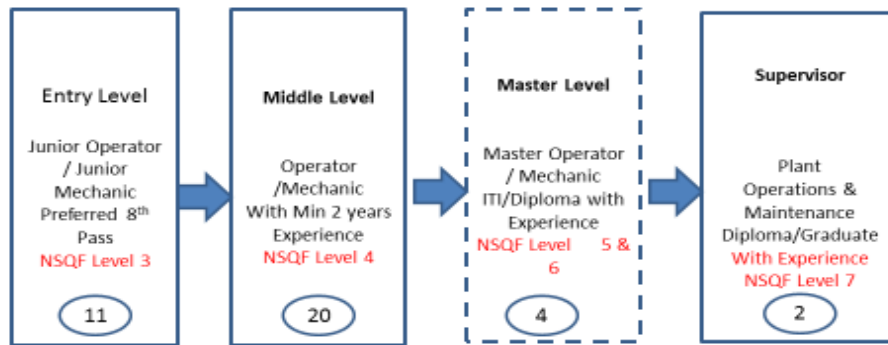 Entry Level
Junior Operator
/ Junior
Mechanic
Preferred 8th
Pass
NSQF Level 3
11
Middle Level
Operator
/Mechanic
With Min 2 years
Experience
NSQF Level 4
20
Master Level
Master Operator
/ Mechanic
ITI/Diploma with
Experience
NSQF Level 5 &
6
4
Supervisor
Plant
Operations &
Maintenance
Diploma/Graduate
With Experience
NSQF Level 7
2